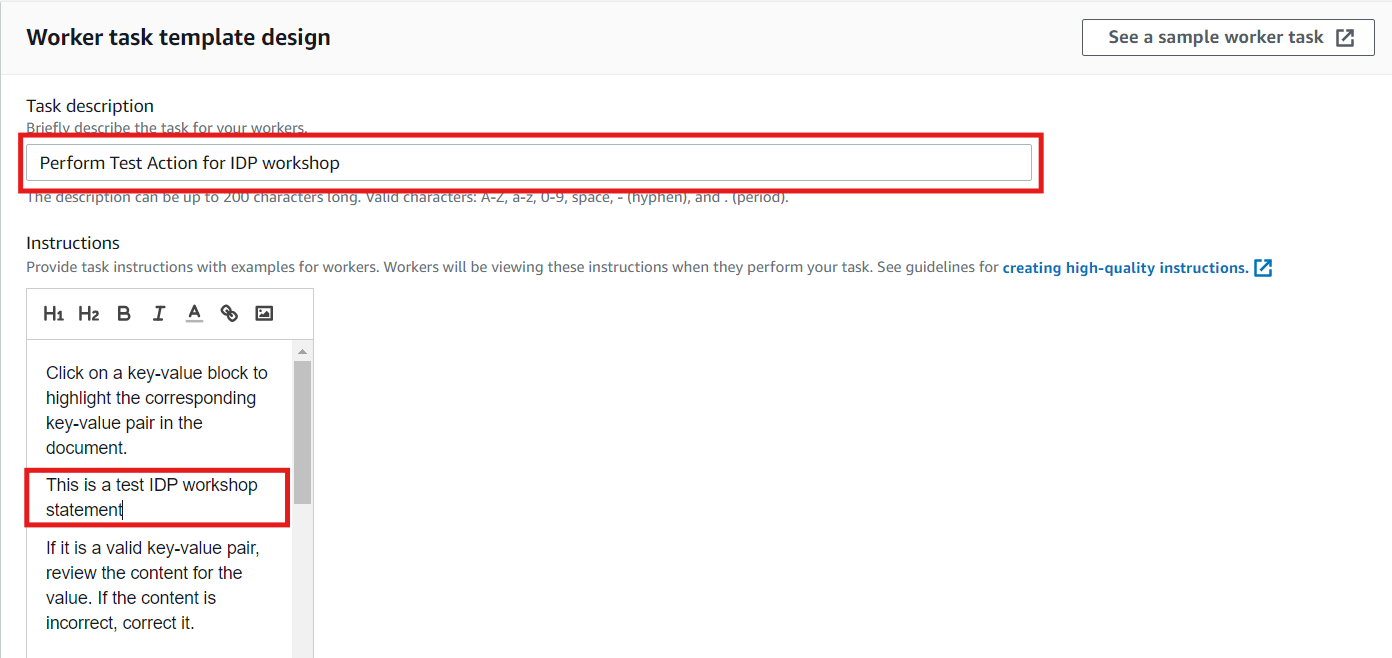 Worker task template design
See a sample worker task
Task description
Briefly describe the task for your workers.
Perform Test Action for IDP workshop
The description can be up to 200 characters long. Valid characters: A-Z, a-z, 0-9, space, - (hyphen), and . (period).
Instructions
Provide task instructions with examples for workers. Workers will be viewing these instructions when they perform your task. See guidelines for creating high-quality instructions.
H1 H2 B I A
Click on a key-value block to
highlight the corresponding
key-value pair in the
document.
This is a test IDP workshop
statement
If it is a valid key-value pair,
review the content for the
value. If the content is
incorrect, correct it.